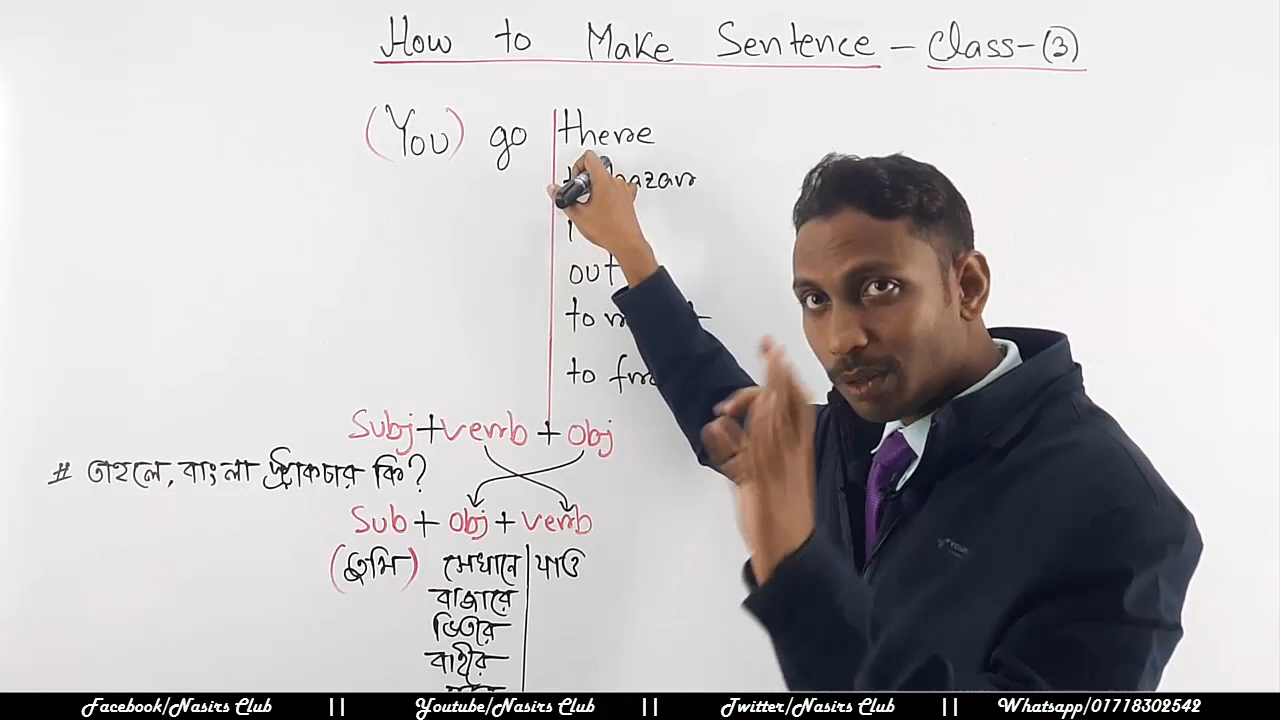 How to Make Sentence – Class-(3)
(You) go there
bazar
out
to
to
Subj + verb + obj
# তাহলে, বাংলা স্ট্রাকচার কি?
Sub + obj + verb
(তুমি) সেখানে যাও
বাজারে
ভিতরে
বাহীর
Facebook/Nasirs Club || Youtube/Nasirs Club || Twitter/Nasirs Club || Whatsapp/01718302542